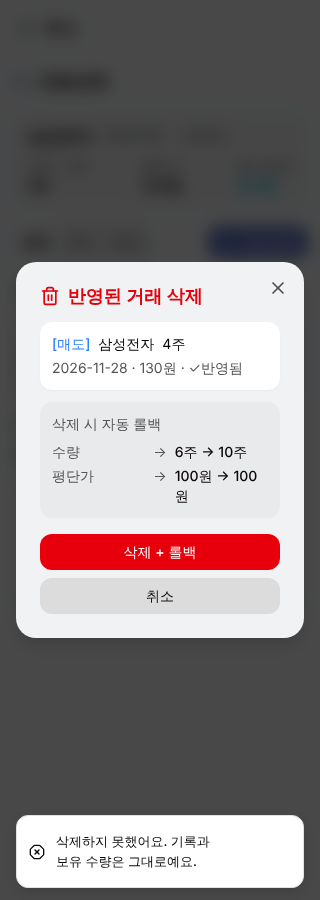 반영된 거래 삭제
[매도] 삼성전자 4주
2026-11-28 · 130원 · ✓반영됨
삭제 시 자동 롤백
수량 → 6주 → 10주
평단가 → 100원 → 100
원
삭제 + 롤백
취소
삭제하지 못했어요. 기록과
보유 수량은 그대로예요.